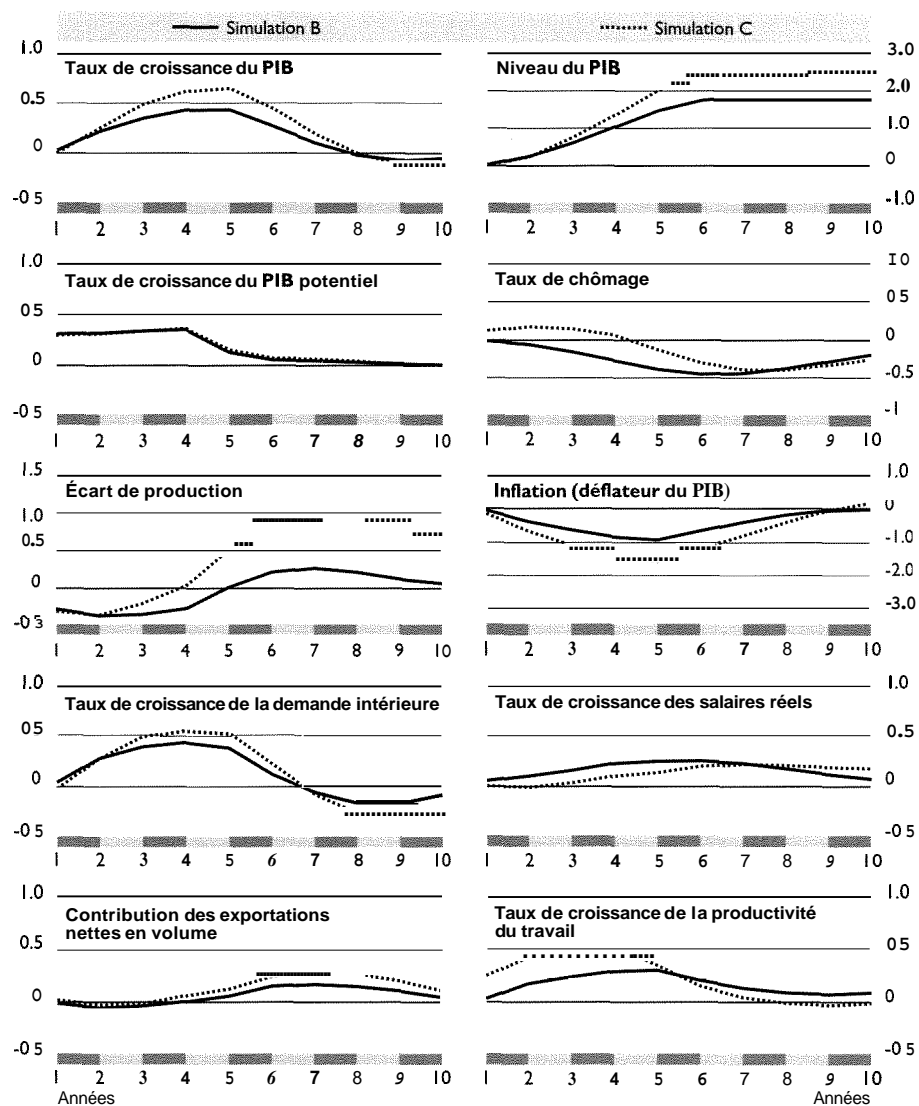 Simulation B
Simulation C
Taux de croissance du PIB
1.0
0.5
0
-0 5
1 2 3 4 5 6 7 8 9 10
Niveau du PIB
3.0
2.0
1.0
0
-1.0
1 2 3 4 5 6 7 8 9 10
Taux de croissance du PIB potentiel
1.0
0 5
0
-0 5
1 2 3 4 5 6 7 8 9 10
Taux de chômage
I O
0 5
0
-0.5
-1
1 2 3 4 5 6 7 8 9 10
Écart de production
1.5
1.0
0.5
0
-0 5
1 2 3 4 5 6 7 8 9 10
Inflation (déflateur du PIB)
1.0
0
-1.0
-2.0
-3.0
1 2 3 4 5 6 7 8 9 10
Taux de croissance de la demande intérieure
1.0
0 5
0
-0 5
1 2 3 4 5 6 7 8 9 10
Taux de croissance des salaires réels
1.0
0.5
0
-0 5
1 2 3 4 5 6 7 8 9 10
Contribution des exportations
nettes en volume
1.0
0.5
0
-0 5
1 2 3 4 5 6 7 8 9 10
Années
Taux de croissance de la productivité
du travail
1.0
0 5
0
-0 5
1 2 3 4 5 6 7 8 9 10
Années